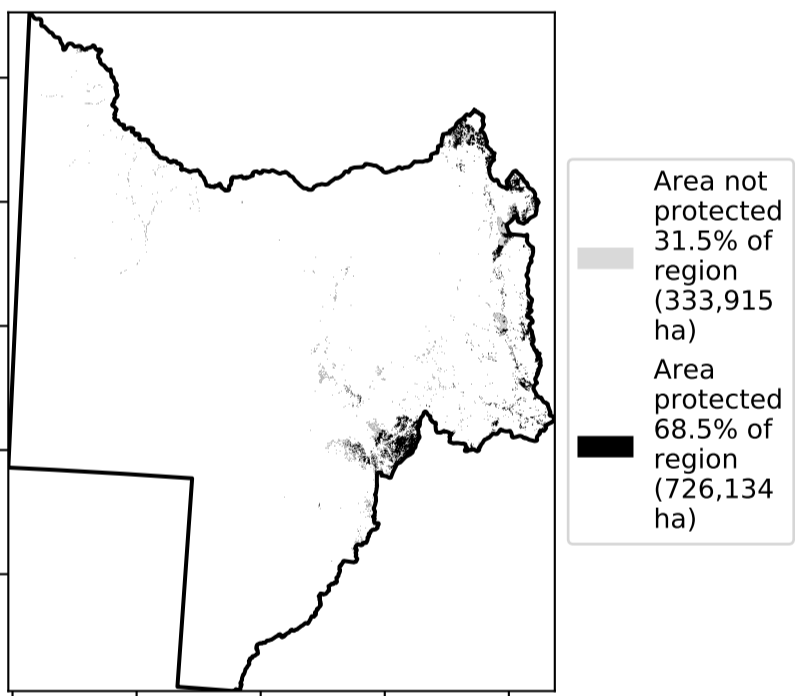 Area not
protected
31.5% of
region
(333,915
ha)
Area
protected
68.5% of
region
(726,134
ha)